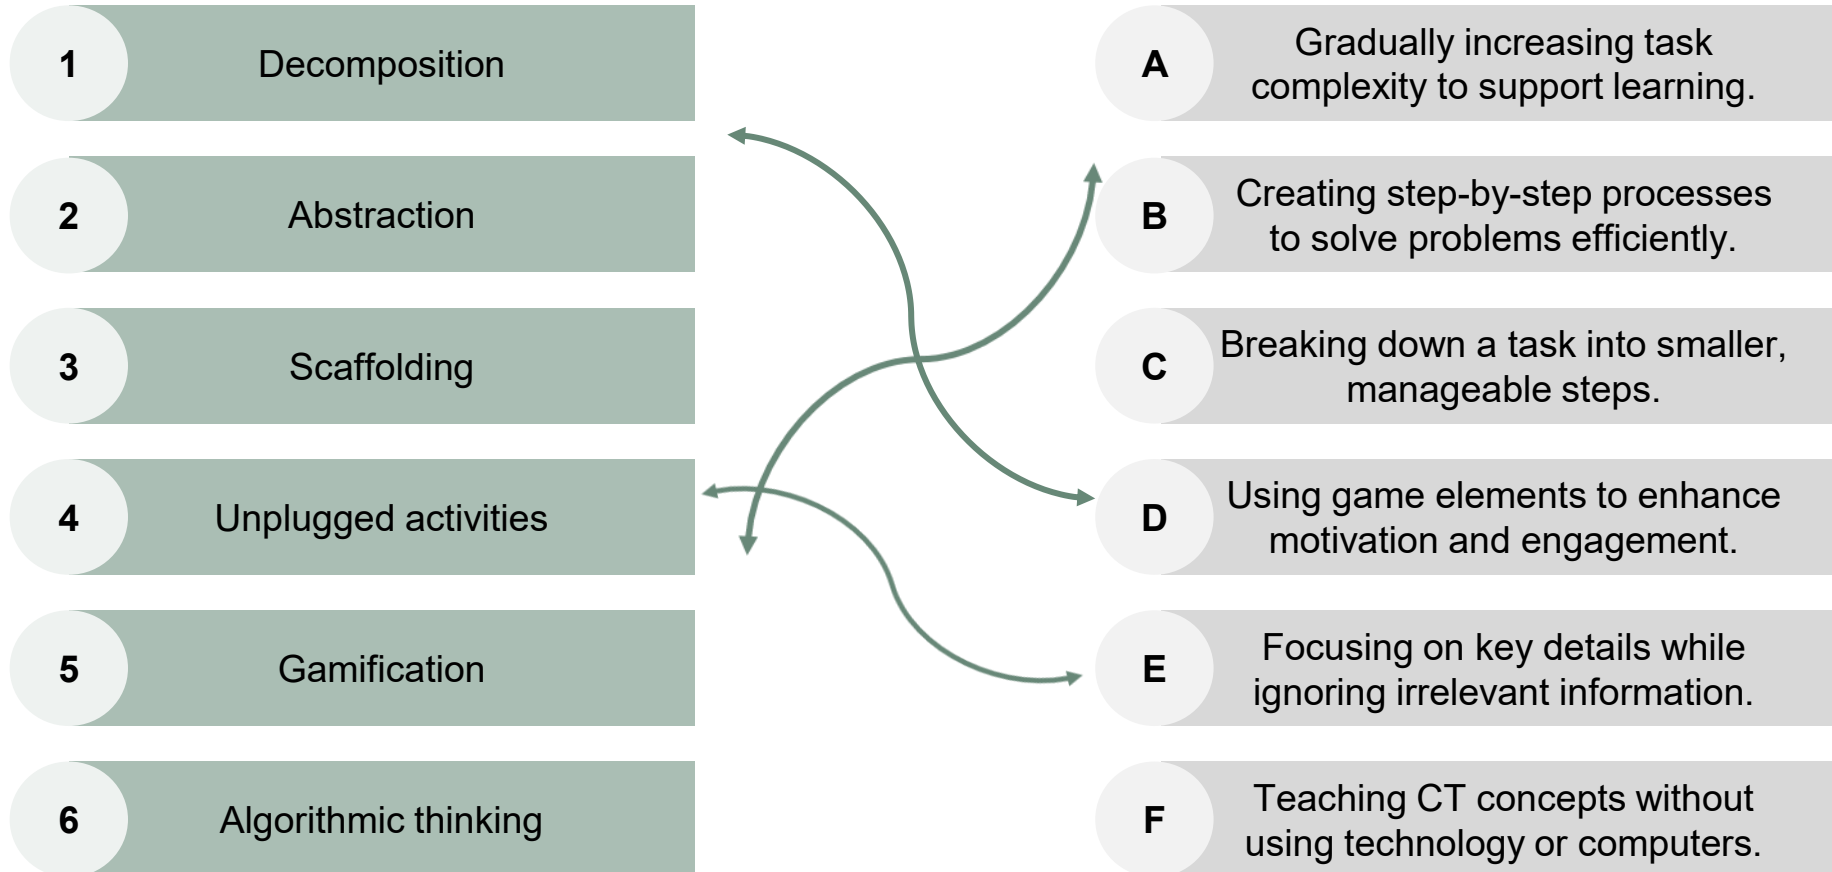 1
Decomposition
2
Abstraction
3
Scaffolding
4
Unplugged activities
5
Gamification
6
Algorithmic thinking
A
Gradually increasing task
complexity to support learning.
B
Creating step-by-step processes
to solve problems efficiently.
C
Breaking down a task into smaller,
manageable steps.
D
Using game elements to enhance
motivation and engagement.
E
Focusing on key details while
ignoring irrelevant information.
F
Teaching CT concepts without
using technology or computers.